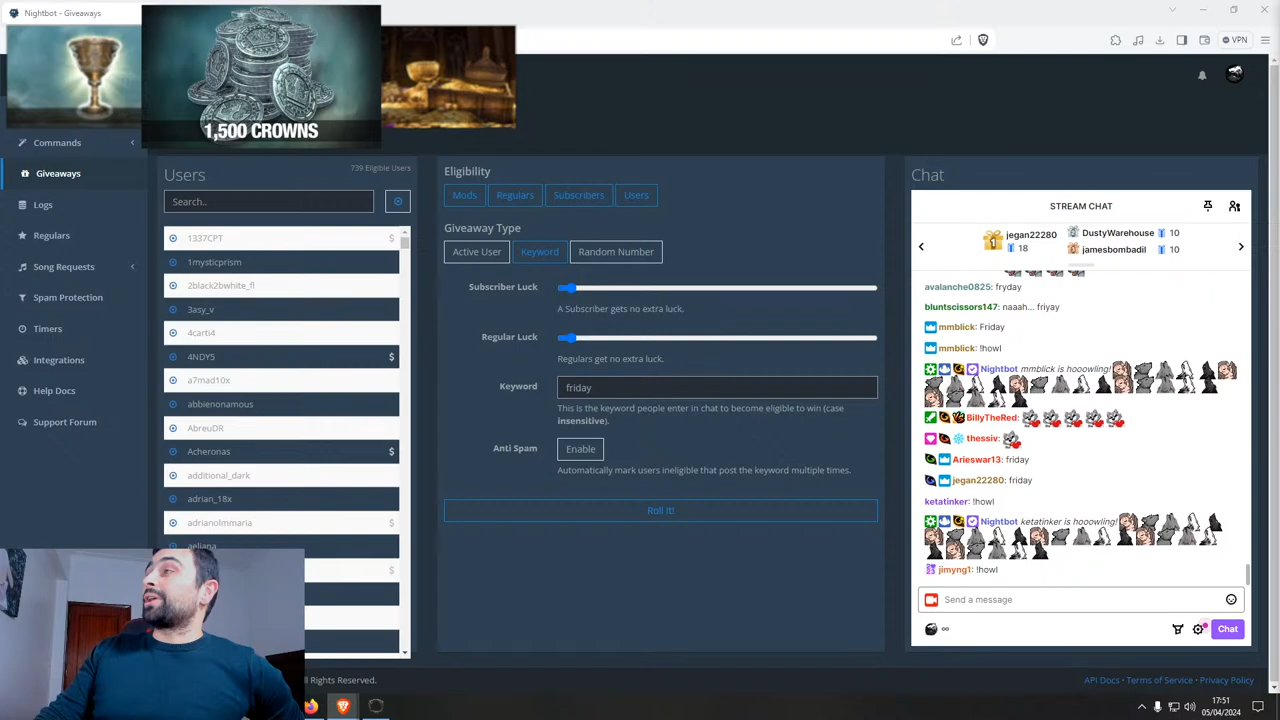 Nightbot - Giveaways
VPN
1,500 CROWNS
Commands
Giveaways
Logs
Regulars
Song Requests
Spam Protection
Timers
Integrations
Help Docs
Support Forum
739 Eligible Users
Users
Search..
1337CPT $
1mysticprism
2black2bwhite_fl
3asy_v
4carti4
4NDY5 $
a7mad10x
abbienonamous
AbreuDR
Acheronas $
additional_dark
adrian_18x
adrianolmmaria $
aeliana
$
Eligibility
Mods Regulars Subscribers Users
Giveaway Type
Active User Keyword Random Number
Subscriber Luck
A Subscriber gets no extra luck.
Regular Luck
Regulars get no extra luck.
Keyword friday
This is the keyword people enter in chat to become eligible to win (case
insensitive).
Anti Spam Enable
Automatically mark users ineligible that post the keyword multiple times.
Roll It!
Chat
STREAM CHAT
1 jegan22280 18
DustyWarehouse 10
jamesbombadil 10
avalanche0825: fryday
bluntscissors147: naaah... friyay
mmblick: Friday
mmblick: !howl
Nightbot mmblick is hooowling!
BillyTheRed:
thessiv:
Arieswar13: friday
jegan22280: friday
ketatinker: !howl
Nightbot ketatinker is hooowling!
jimyng1: !howl
Send a message
∞
Chat
l Rights Reserved.
API Docs • Terms of Service • Privacy Policy
17:51
05/04/2024